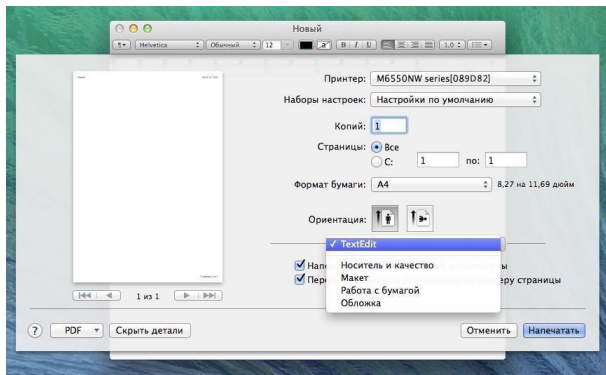 Новый
Helvetica Обычный 12 B I U 1,0
Принтер: M6550NW series[089D82]
Наборы настроек: Настройки по умолчанию
Копий: 1
Страницы: Все
С: 1 по: 1
Формат бумаги: A4 8,27 на 11,69 дюйм
Ориентация:
✓ TextEdit
Носитель и качество
Макет
Работа с бумагой
Обложка
страницы
1 из 1
? PDF Скрыть детали Отменить Напечатать